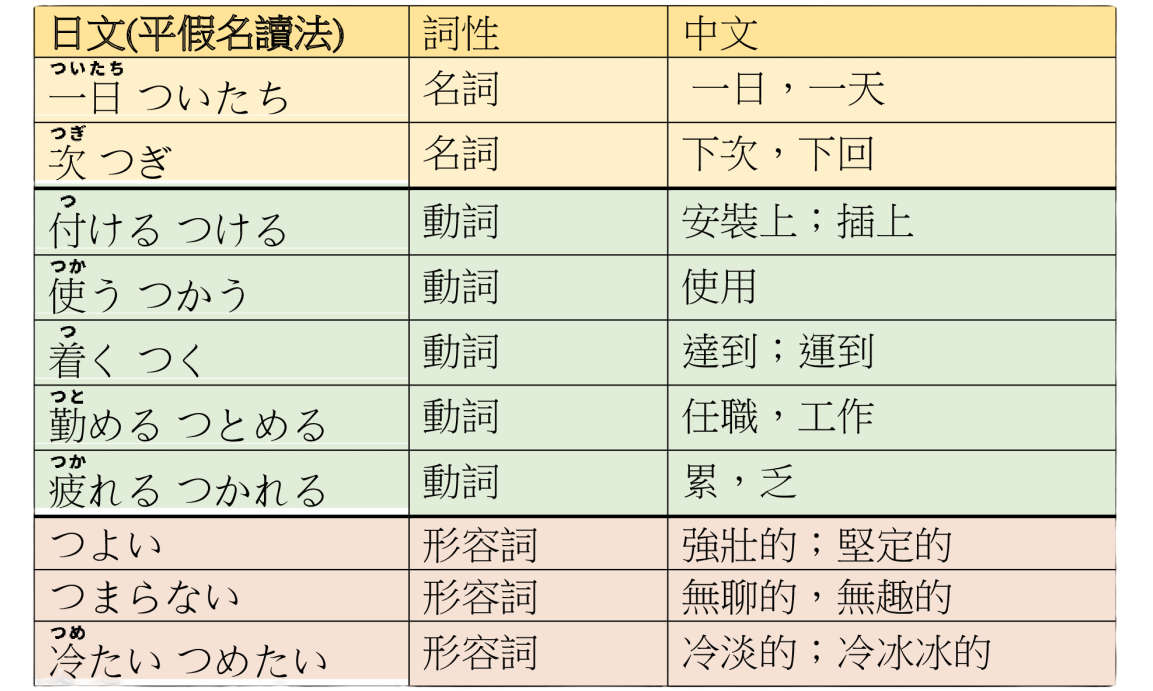 日文(平假名讀法) 詞性 中文
ついたち
一日 ついたち 名詞 一日，一天
つぎ
次 つぎ 名詞 下次，下回
つ
付ける つける 動詞 安裝上；插上
つか
使う つかう 動詞 使用
つ
着く つく 動詞 達到；運到
つと
勤める つとめる 動詞 任職，工作
つか
疲れる つかれる 動詞 累，乏
つよい 形容詞 強壯的；堅定的
つまらない 形容詞 無聊的，無趣的
つめ
冷たい つめたい 形容詞 冷淡的；冷冰冰的